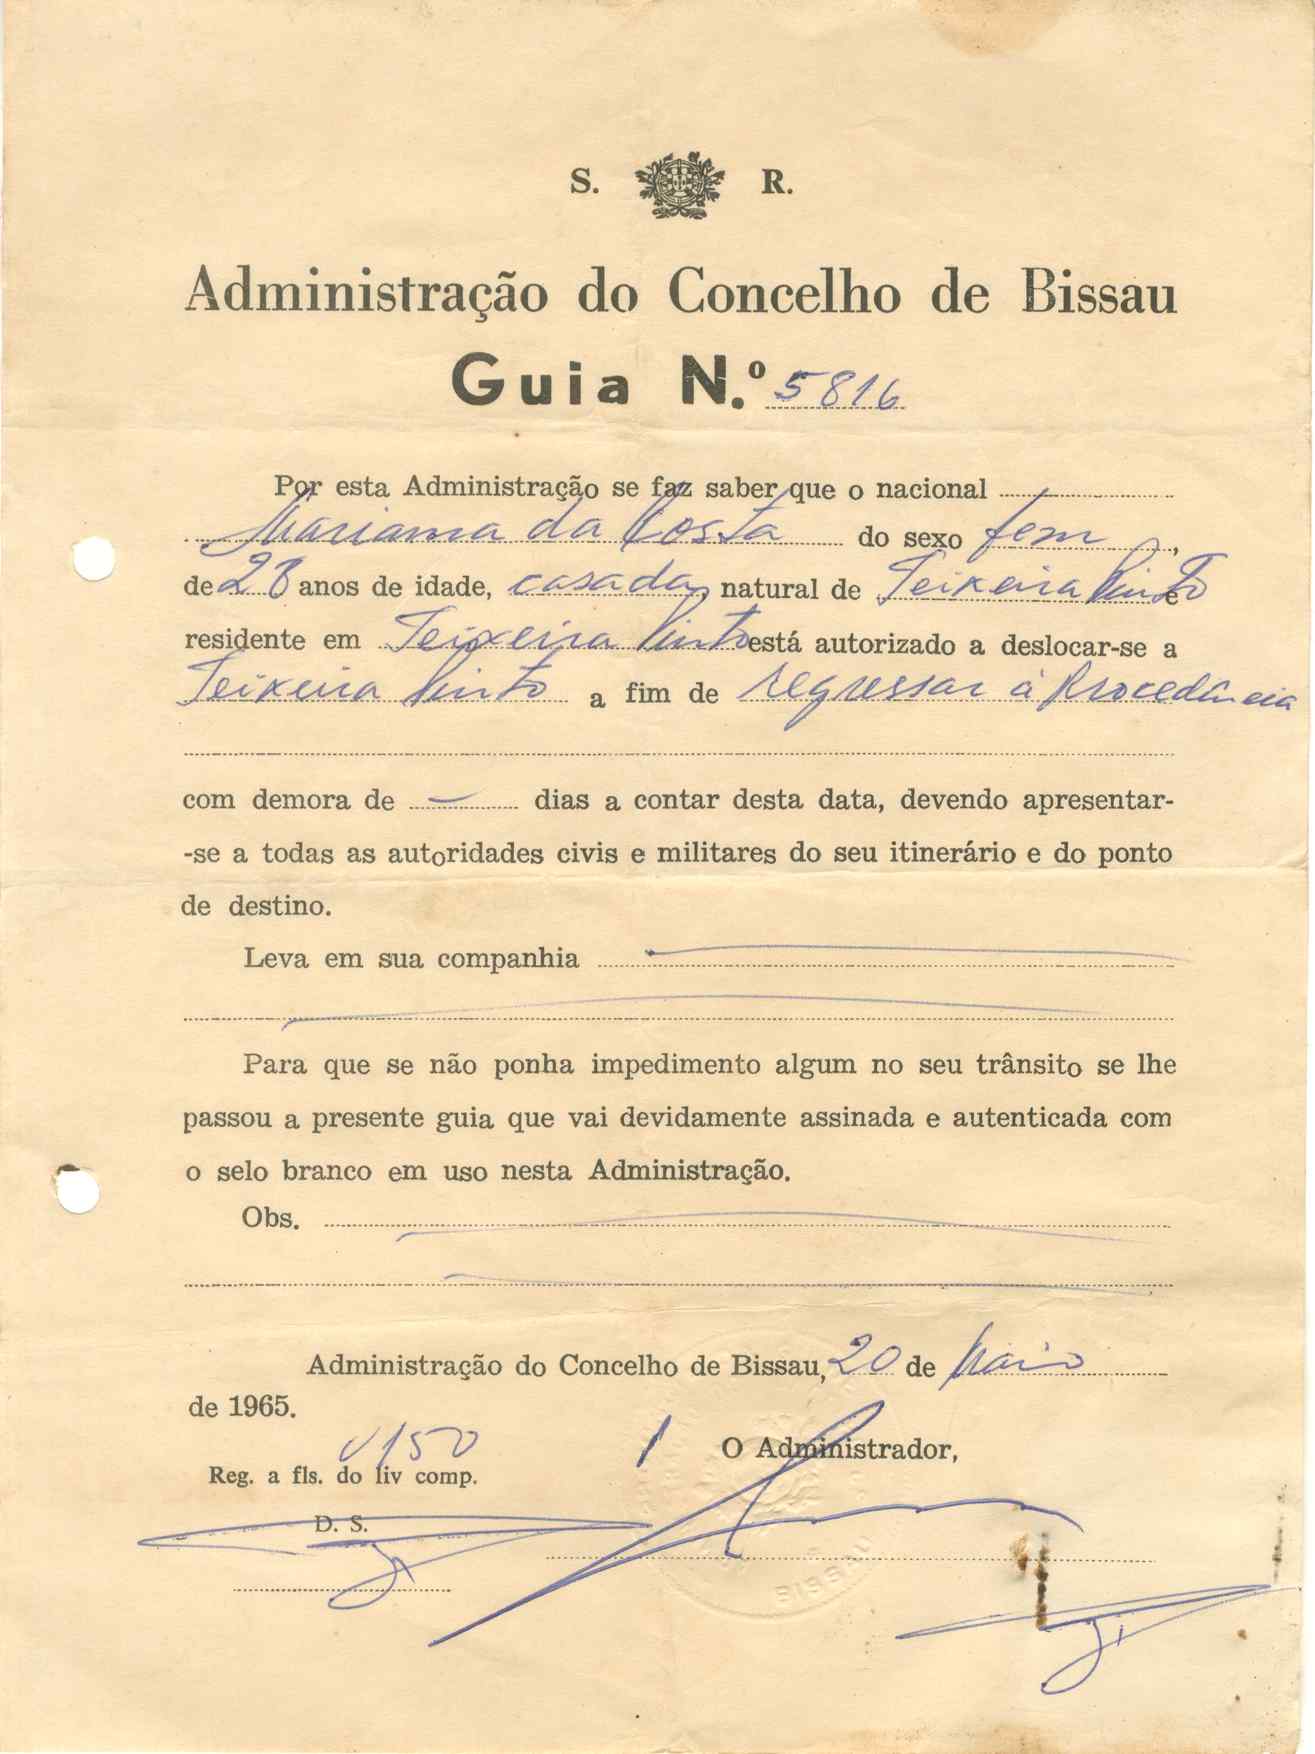 S. R.
Administração do Concelho de Bissau
Guia N.º 5816
Por esta Administração se faz saber que o nacional
Mariama da Costa do sexo fem,
de 28 anos de idade, casada, natural de Teixeira Pinto e
residente em Teixeira Pinto está autorizado a deslocar-se a
Teixeira Pinto a fim de regressar à Procedância
com demora de — dias a contar desta data, devendo apresentar-
-se a todas as autoridades civis e militares do seu itinerário e do ponto
de destino.
Leva em sua companhia
Para que se não ponha impedimento algum no seu trânsito se lhe
passou a presente guia que vai devidamente assinada e autenticada com
o selo branco em uso nesta Administração.
Obs.
Administração do Concelho de Bissau, 20 de Maio
de 1965.
150
O Administrador,
Reg. a fls. do liv comp.
D. S.
BISSAU